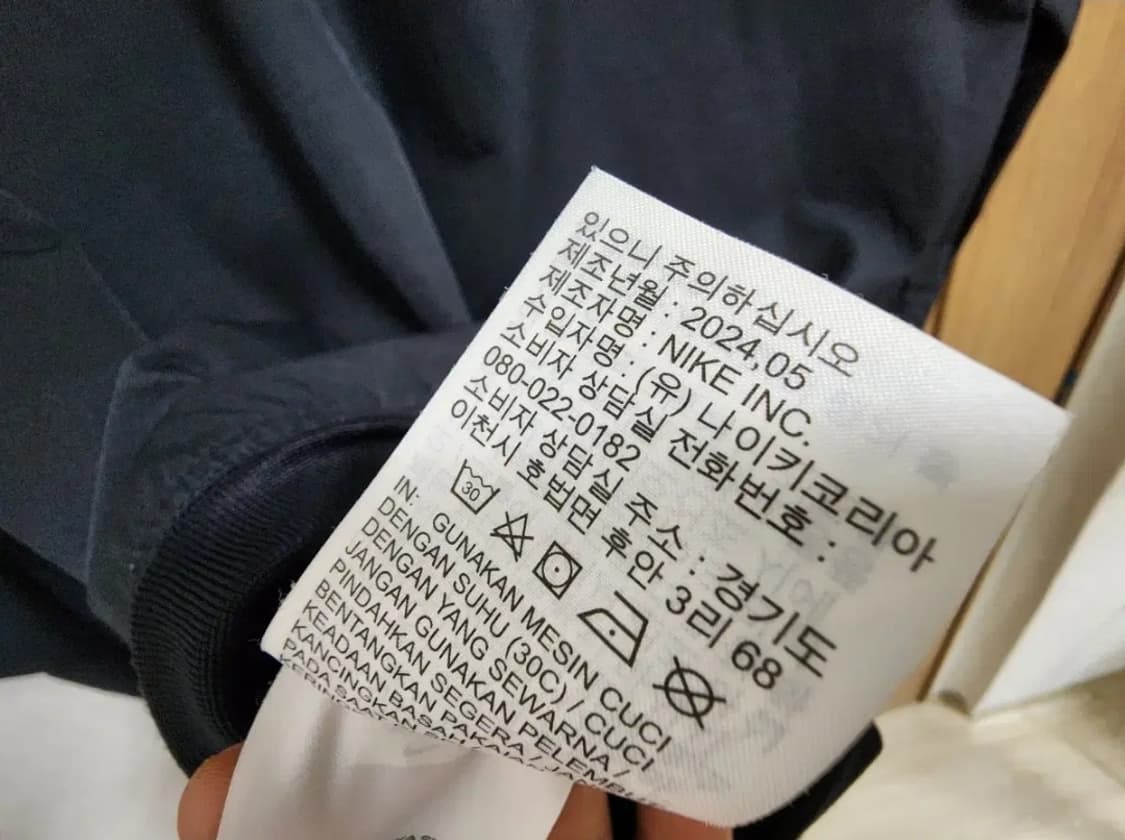 있으니 주의하십시오
제조년월 : 2024,05
제조자명 : NIKE INC.
수입자명 : (유) 나이키코리아
소비자 상담실 전화번호 :
080-022-0182
소비자 상담실 주소 : 경기도
이천시 호법면 후안 3리 68
30
IN: GUNAKAN MESIN CUCI
DENGAN SUHU (30C) / CUCI
DENGAN YANG SEWARNA /
JANGAN GUNAKAN PELEMBUT
PINDAHKAN SEGERA /
BENTANGKAN PAKAIAN
KEADAAN BASAH /
KANCING
PADA